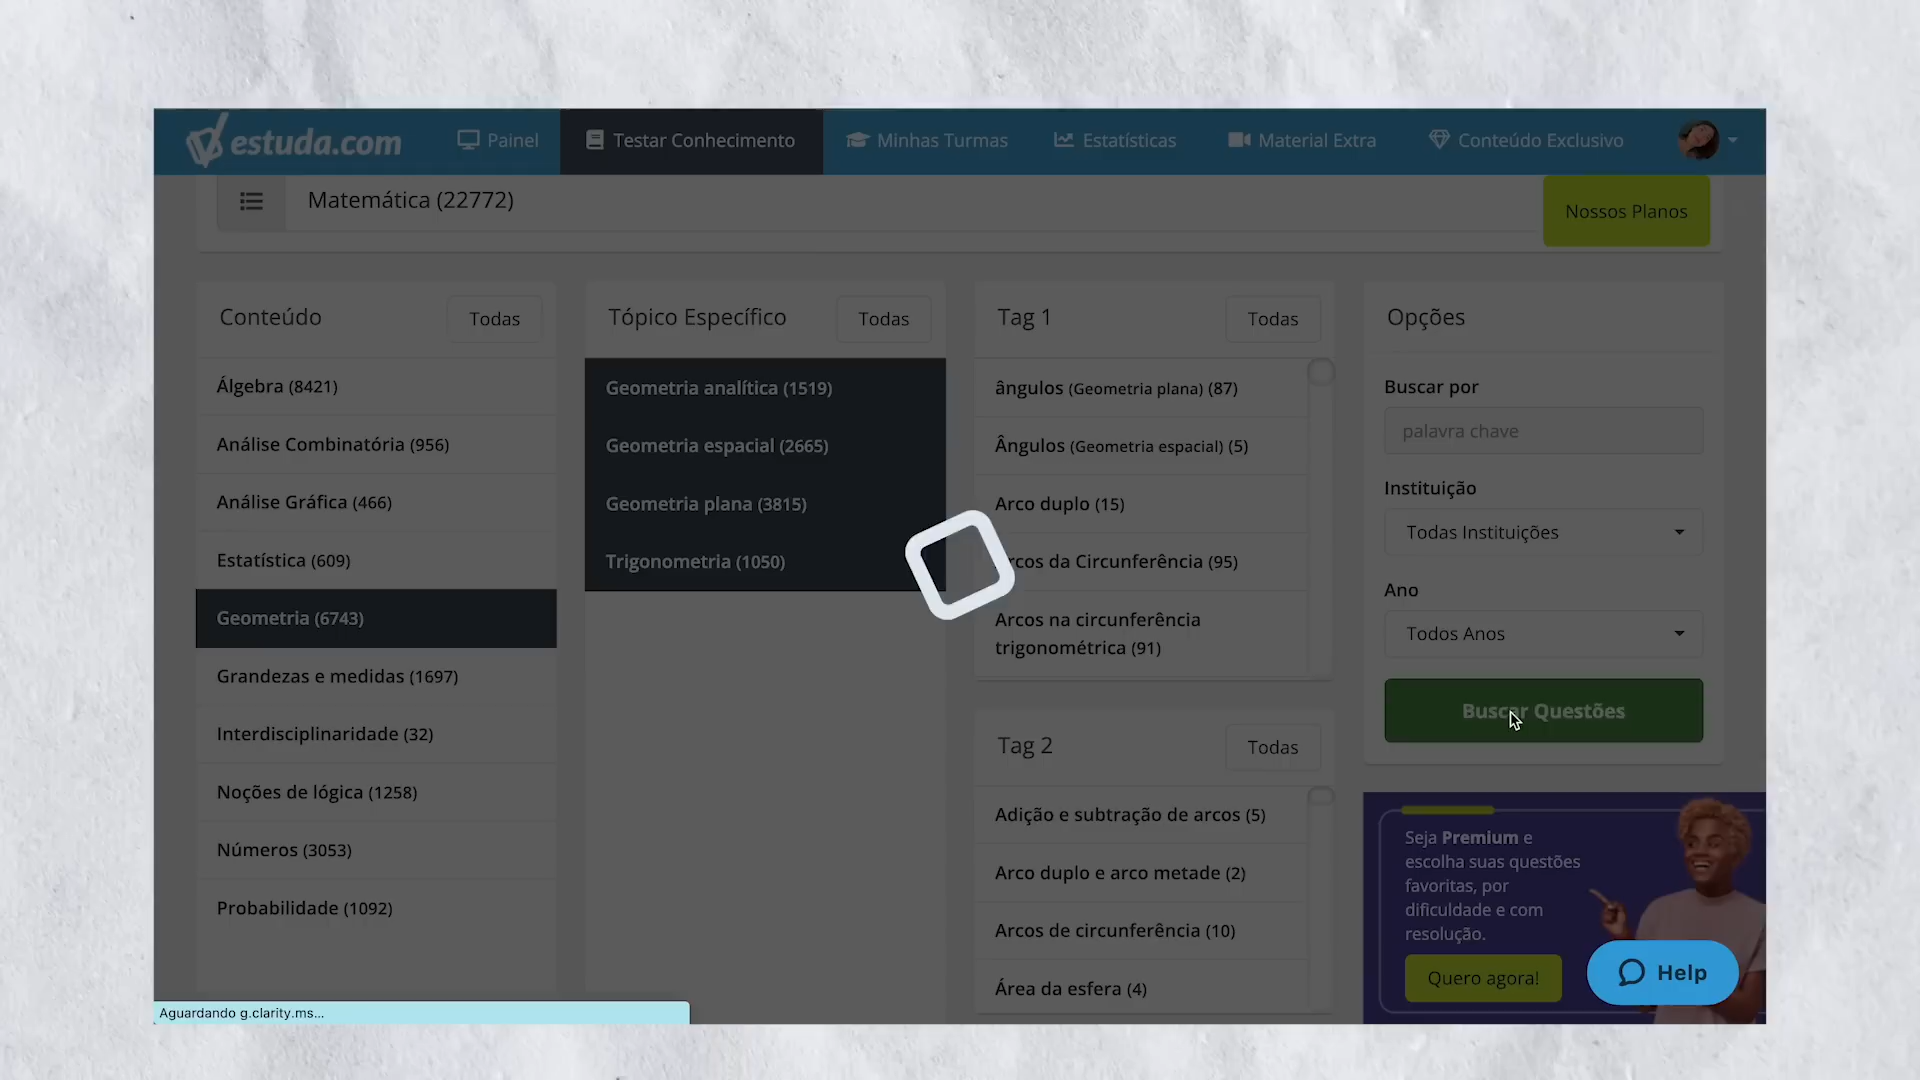 estuda.com
Painel
Testar Conhecimento
Minhas Turmas
Estatísticas
Material Extra
Conteúdo Exclusivo
Matemática (22772)
Nossos Planos
Conteúdo
Todas
Álgebra (8421)
Análise Combinatória (956)
Análise Gráfica (466)
Estatística (609)
Geometria (6743)
Grandezas e medidas (1697)
Interdisciplinaridade (32)
Noções de lógica (1258)
Números (3053)
Probabilidade (1092)
Tópico Específico
Todas
Geometria analítica (1519)
Geometria espacial (2665)
Geometria plana (3815)
Trigonometria (1050)
Tag 1
Todas
ângulos (Geometria plana) (87)
Ângulos (Geometria espacial) (5)
Arco duplo (15)
Arcos da Circunferência (95)
Arcos na circunferência
trigonométrica (91)
Tag 2
Todas
Adição e subtração de arcos (5)
Arco duplo e arco metade (2)
Arcos de circunferência (10)
Área da esfera (4)
Opções
Buscar por
palavra chave
Instituição
Todas Instituições
Ano
Todos Anos
Buscar Questões
Seja Premium e
escolha suas questões
favoritas, por
dificuldade e com
resolução.
Quero agora!
Help
Aguardando g.clarity.ms...